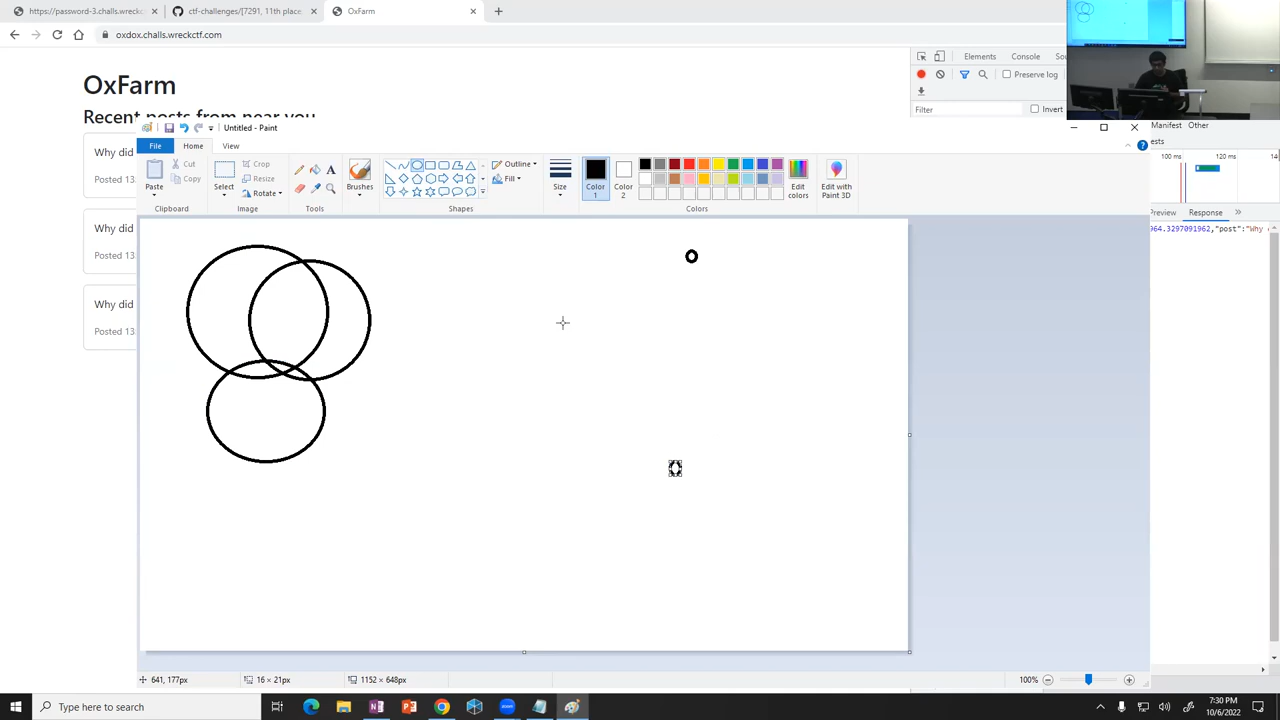 https://password-3.challs.wreckc
ctf-challenges/[7291, 11th place,
OxFarm
oxdox.challs.wreckctf.com
OxFarm
Recent posts from near you
Why did
Posted 13
Why did
Posted 13
Why did
Posted 13
Elements
Console
Preserve log
Filter
Invert
Manifest
Other
100 ms
120 ms
14
Preview
Response
964.3297091962,"post":"Why
Untitled - Paint
File
Home
View
Paste
Cut
Copy
Clipboard
Select
Crop
Resize
Rotate
Image
Tools
Brushes
Shapes
Outline
Size
Color 1
Color 2
Edit colors
Edit with Paint 3D
Colors
641, 177px
16 × 21px
1152 × 648px
100%
Type here to search
7:30 PM
10/6/2022